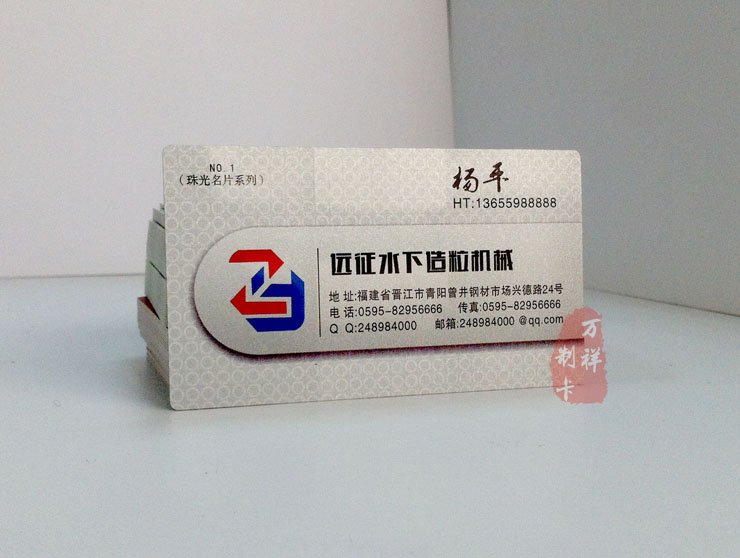 NO.1
（珠光名片系列）
杨平
HT:13655988888
远征水下造粒机械
地 址:福建省晋江市青阳曾井钢材市场兴德路24号
电 话:0595-82956666 传真:0595-82956666
Q Q:248984000 邮箱:248984000 @qq.com
万祥
制卡